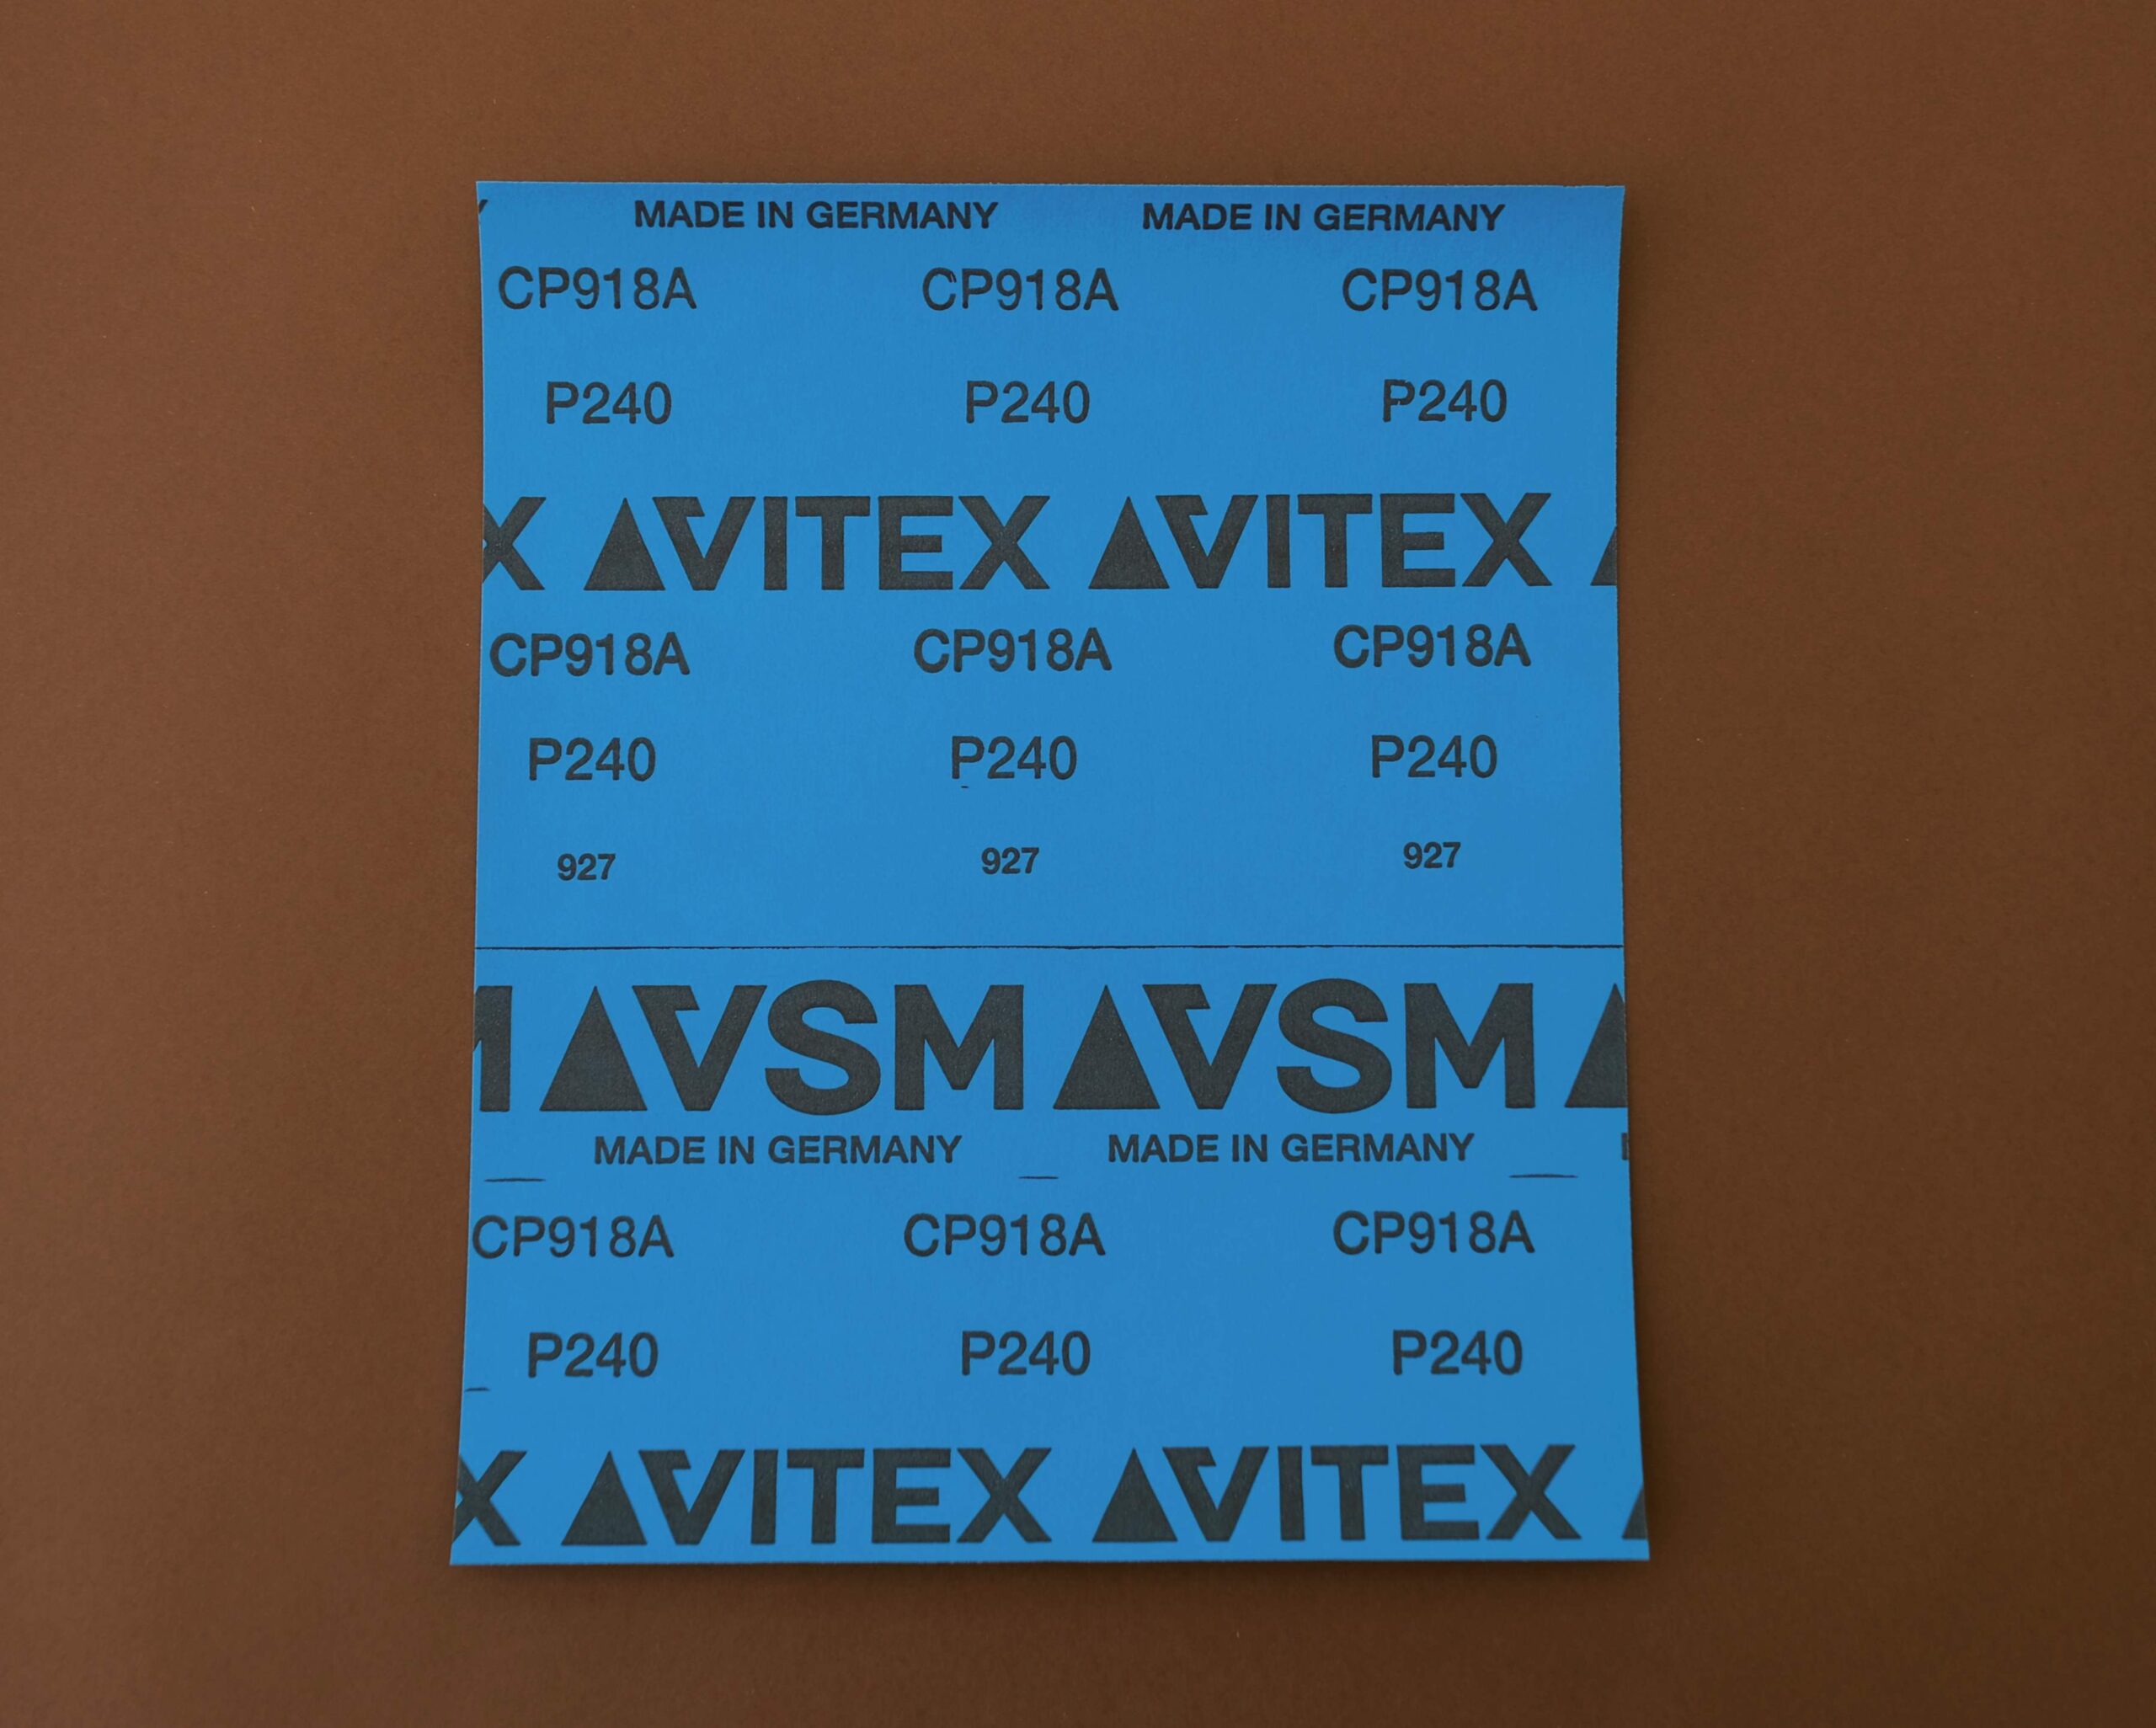 MADE IN GERMANY MADE IN GERMANY
CP918A CP918A CP918A
P240 P240 P240
X VITEX VITEX
CP918A CP918A CP918A
P240 P240 P240
927 927 927
M VSM VSM
MADE IN GERMANY MADE IN GERMANY
CP918A CP918A CP918A
P240 P240 P240
X VITEX VITEX